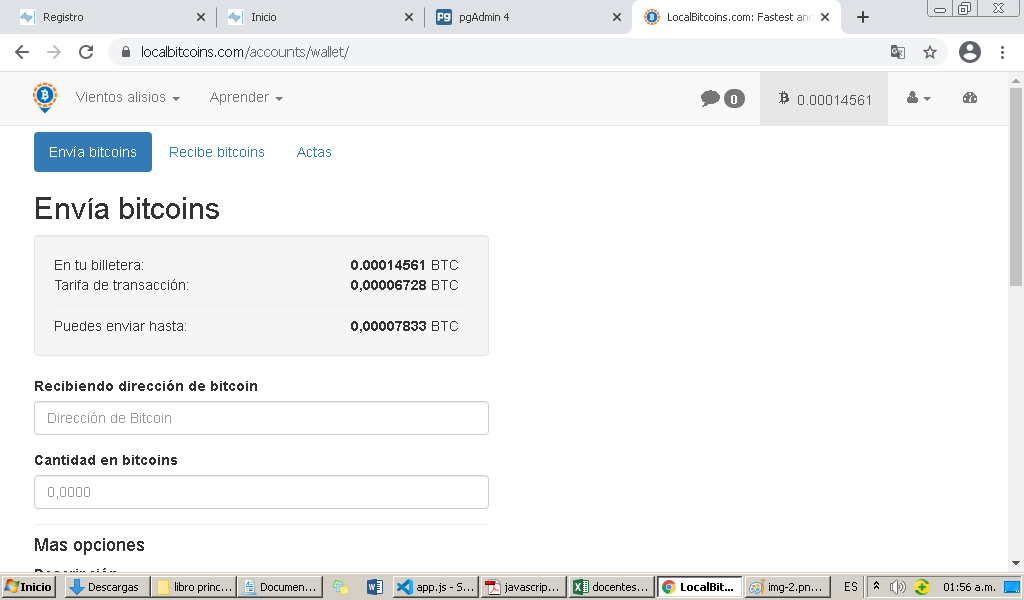 Registro
Inicio
pgAdmin 4
LocalBitcoins.com: Fastest and
localbitcoins.com/accounts/wallet/
Vientos alisios
Aprender
0
0.00014561
Envía bitcoins
Recibe bitcoins
Actas
Envía bitcoins
En tu billetera: 0.00014561 BTC
Tarifa de transacción: 0,00006728 BTC
Puedes enviar hasta: 0,00007833 BTC
Recibiendo dirección de bitcoin
Dirección de Bitcoin
Cantidad en bitcoins
0,0000
Mas opciones
Inicio
Descargas
libro princ...
Documen...
app.js - S...
javascrip...
docentes...
LocalBit...
img-2.pn...
ES
01:56 a.m.